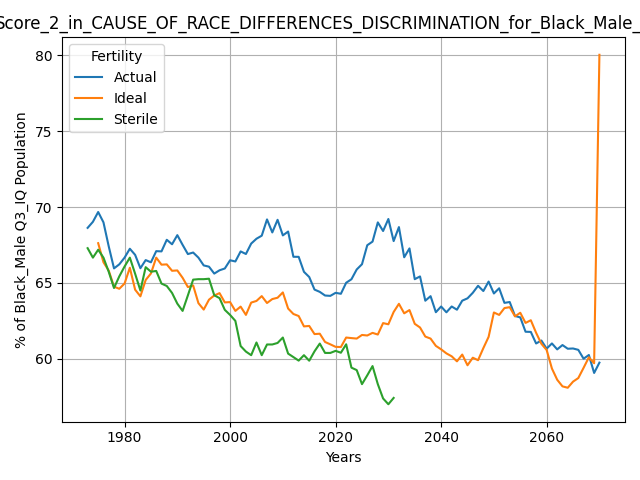 Score_2_in_CAUSE_OF_RACE_DIFFERENCES_DISCRIMINATION_for_Black_Male_
Fertility
Actual
Ideal
Sterile
% of Black_Male Q3_IQ Population
80
75
70
65
60
1980
2000
2020
2040
2060
Years